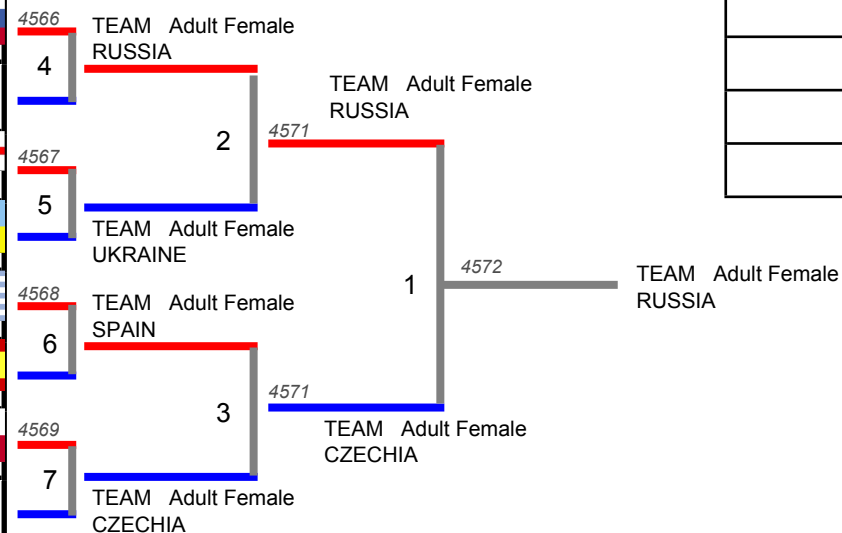 4566
TEAM Adult Female
RUSSIA
4
TEAM Adult Female
RUSSIA
2
4571
4567
5
TEAM Adult Female
UKRAINE
1
4572
TEAM Adult Female
RUSSIA
4568
TEAM Adult Female
SPAIN
6
4571
3
TEAM Adult Female
CZECHIA
4569
7
TEAM Adult Female
CZECHIA